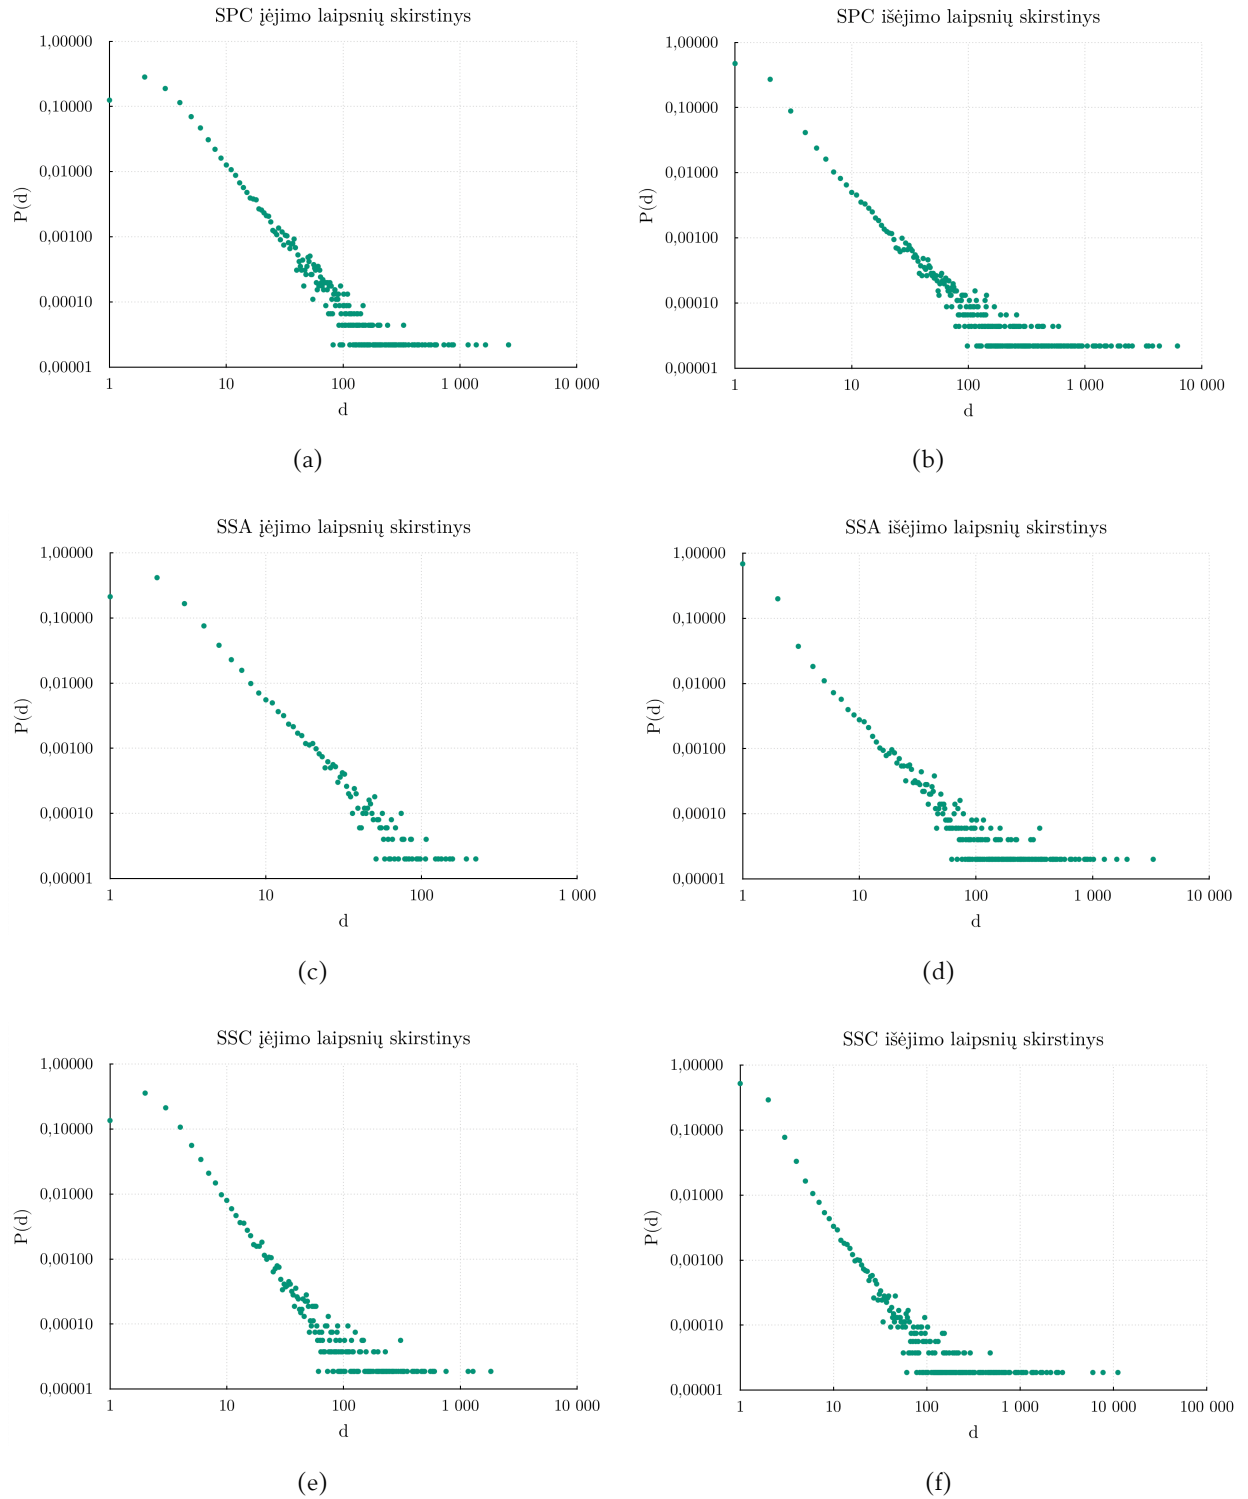 SPC įėjimo laipsnių skirstinys
1,00000
0,10000
0,01000
0,00100
0,00010
0,00001
P(d)
1 10 100 1 000 10 000
d
(a)
SPC išėjimo laipsnių skirstinys
1,00000
0,10000
0,01000
0,00100
0,00010
0,00001
P(d)
1 10 100 1 000 10 000
d
(b)
SSA įėjimo laipsnių skirstinys
1,00000
0,10000
0,01000
0,00100
0,00010
0,00001
P(d)
1 10 100 1 000
d
(c)
SSA išėjimo laipsnių skirstinys
1,00000
0,10000
0,01000
0,00100
0,00010
0,00001
P(d)
1 10 100 1 000 10 000
d
(d)
SSC įėjimo laipsnių skirstinys
1,00000
0,10000
0,01000
0,00100
0,00010
0,00001
P(d)
1 10 100 1 000 10 000
d
(e)
SSC išėjimo laipsnių skirstinys
1,00000
0,10000
0,01000
0,00100
0,00010
0,00001
P(d)
1 10 100 1 000 10 000 100 000
d
(f)